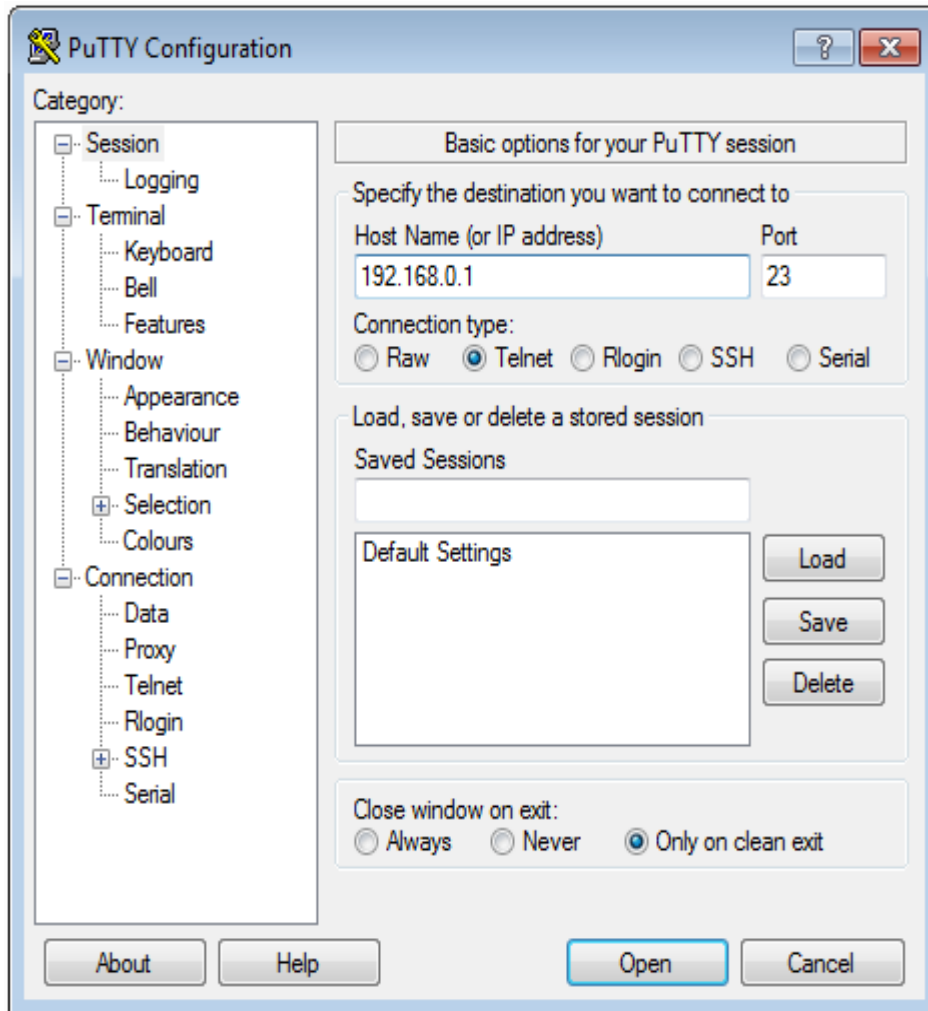 PuTTY Configuration
?
Category:
Session
Logging
Terminal
Keyboard
Bell
Features
Window
Appearance
Behaviour
Translation
Selection
Colours
Connection
Data
Proxy
Telnet
Rlogin
SSH
Serial
Basic options for your PuTTY session
Specify the destination you want to connect to
Host Name (or IP address) Port
192.168.0.1 23
Connection type:
Raw Telnet Rlogin SSH Serial
Load, save or delete a stored session
Saved Sessions
Default Settings
Load
Save
Delete
Close window on exit:
Always Never Only on clean exit
About Help Open Cancel